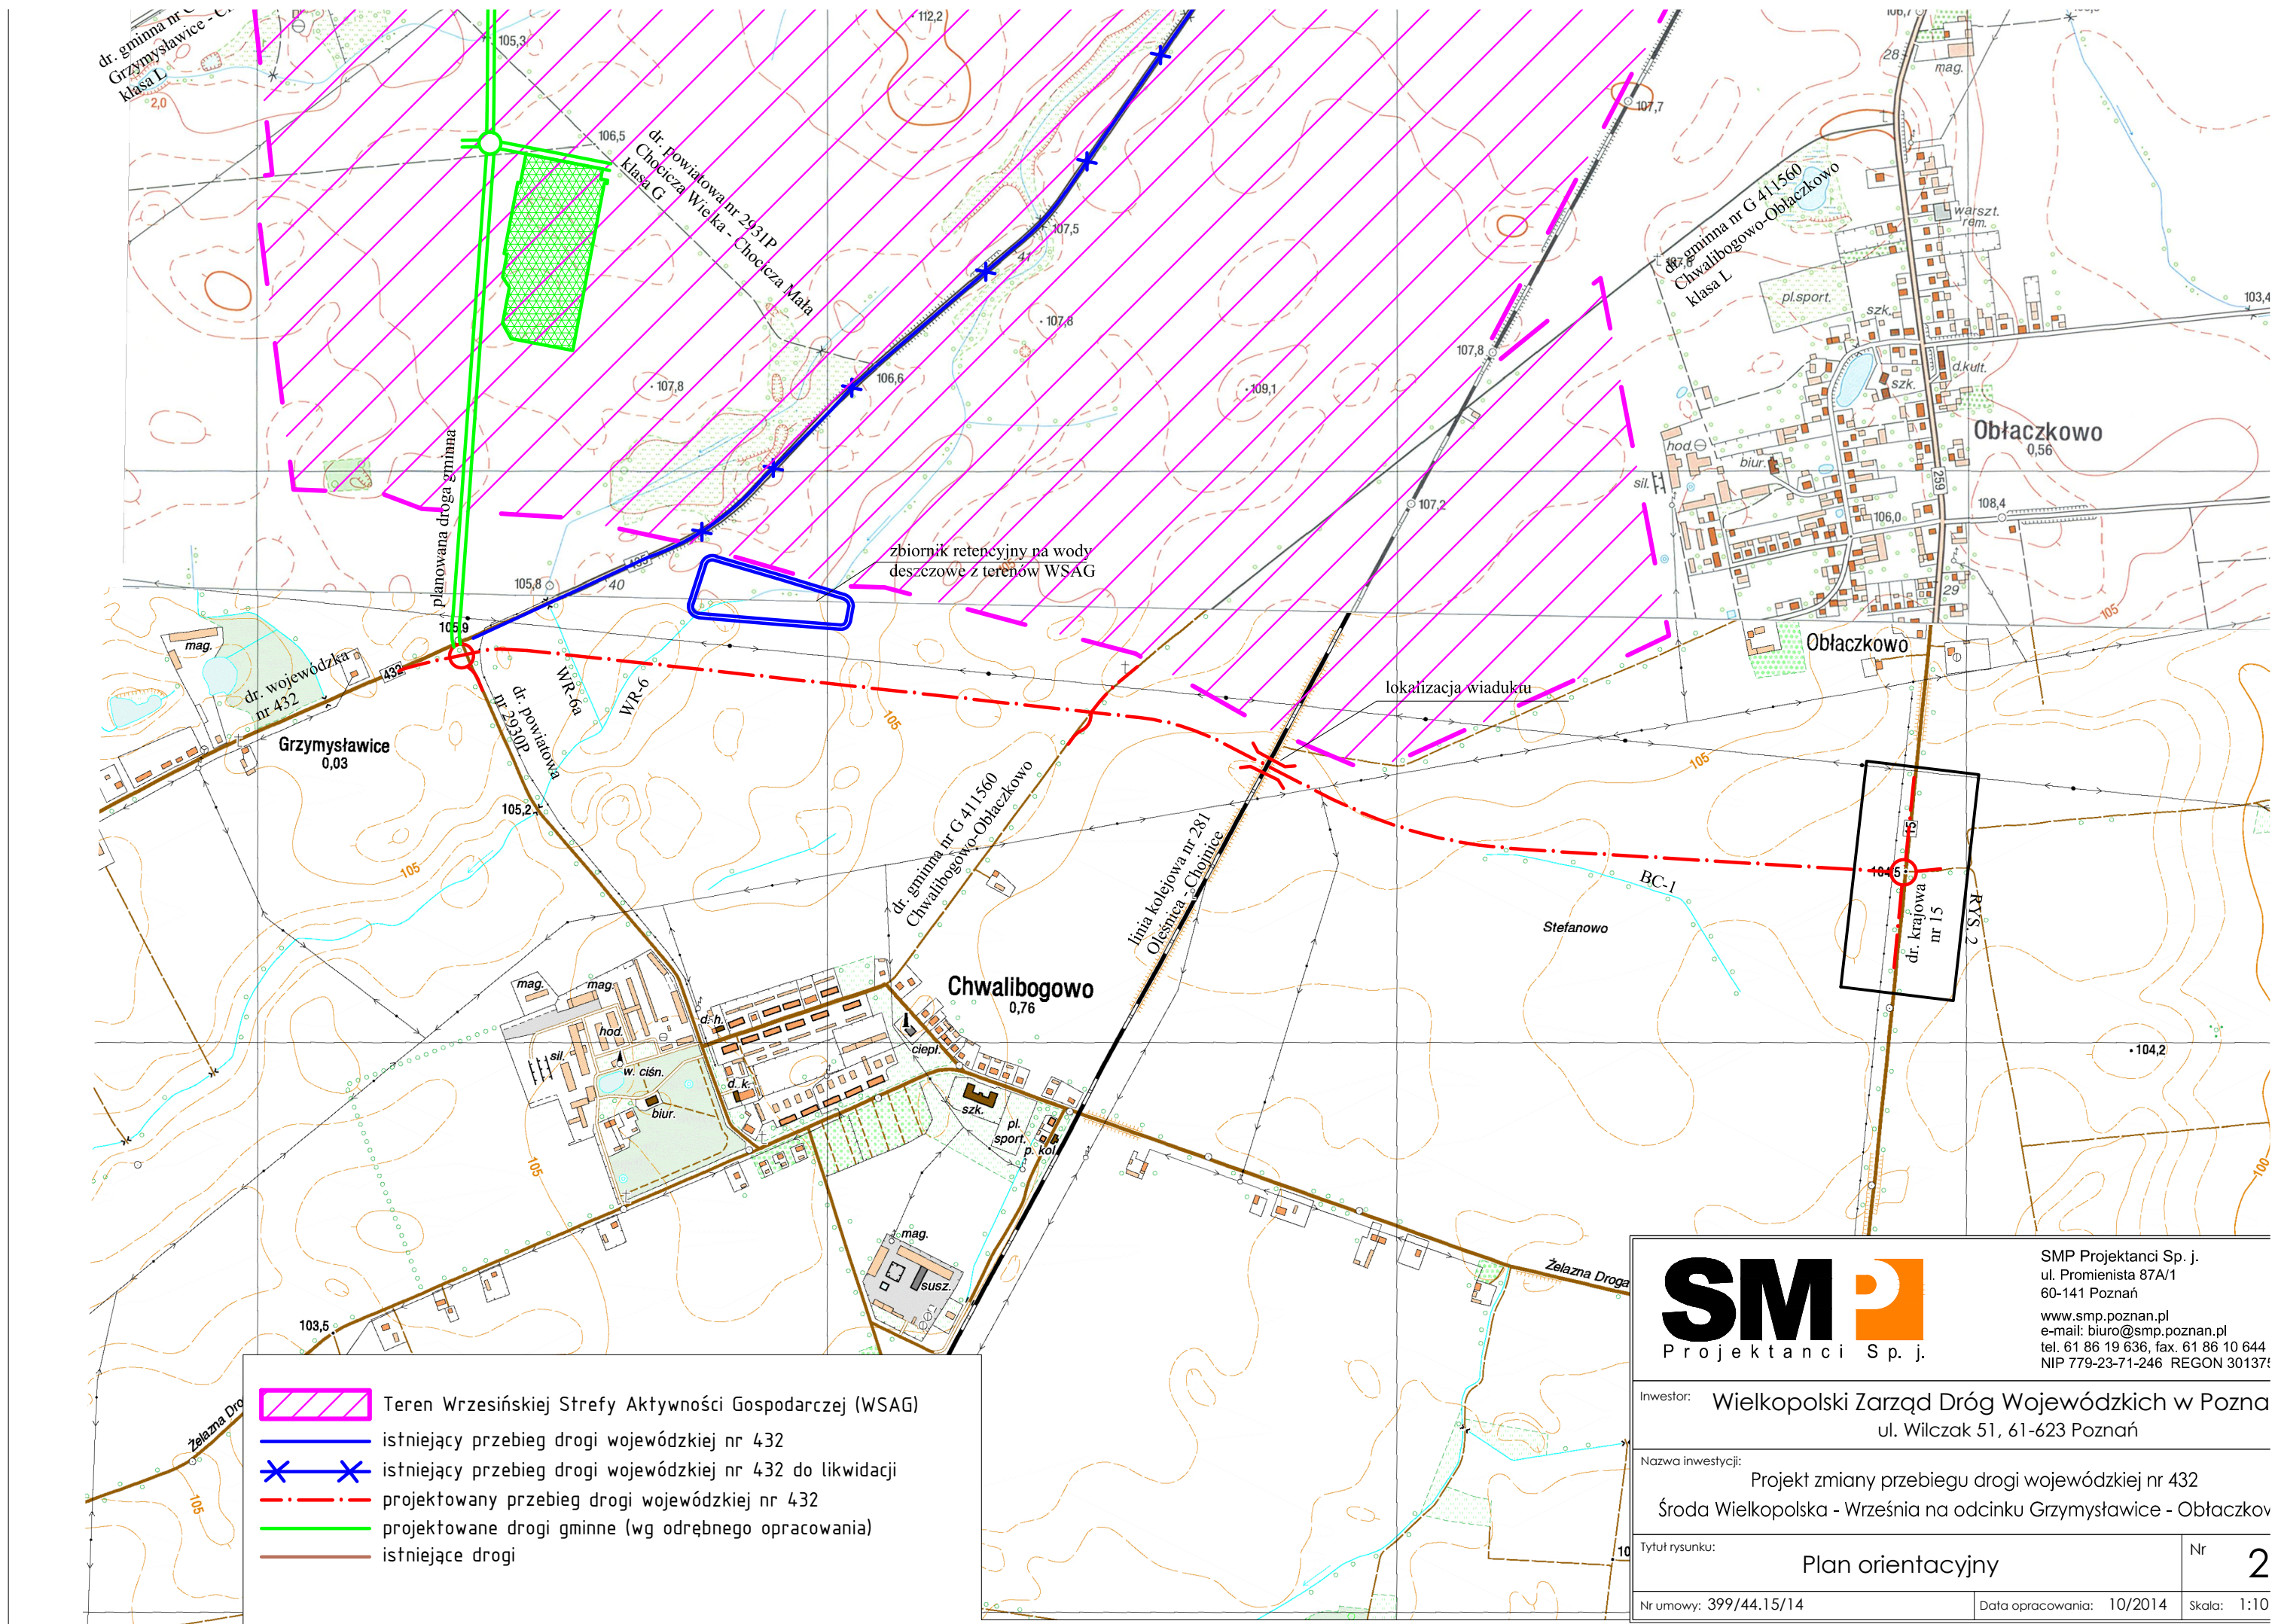 Grzymysławice - C
klasa L
2,0
105,3
112,2
106,7
28
mag.
107,7
106,5
dr. powiatowa nr 2931P
Chocicza Wielka - Chocicza Mała
klasa G
107,5
41
dr. gminna nr G 411560
Chwalibogowo-Obłaczkowo
klasa L
warszt.
rem.
pl.sport.
szk.
103,4
107,8
107,8
d.kult.
szk.
107,8
106,6
109,1
hod.
biur.
sil.
Obłaczkowo
0,56
259
107,2
106,0
108,4
29
105
planowana droga gminna
zbiornik retencyjny na wody
deszczowe z terenów WSAG
105,8
40
105,9
mag.
dr. wojewódzka
nr 432
432
WR-6a
WR-6
dr. powiatowa
nr 2930P
Grzymysławice
0,03
105
lokalizacja wiaduktu
Obłaczkowo
105
105,2
105
dr. gminna nr G 411560
Chwalibogowo-Obłaczkowo
linia kolejowa nr 281
Oleśnica - Chojnice
15
104,5
BC-1
Stefanowo
dr. krajowa
nr 15
RYS. 2
mag.
mag.
hod.
sil.
w. ciśn.
biur.
d. h.
d. k.
Chwalibogowo
0,76
ciepł.
szk.
pl.
sport.
p. kol.
104,2
105
100
mag.
susz.
Żelazna Droga
103,5
Żelazna Dro
105
10
Teren Wrzesińskiej Strefy Aktywności Gospodarczej (WSAG)
istniejący przebieg drogi wojewódzkiej nr 432
istniejący przebieg drogi wojewódzkiej nr 432 do likwidacji
projektowany przebieg drogi wojewódzkiej nr 432
projektowane drogi gminne (wg odrębnego opracowania)
istniejące drogi
SMP
Projektanci Sp. j.
SMP Projektanci Sp. j.
ul. Promienista 87A/1
60-141 Poznań
www.smp.poznan.pl
e-mail: biuro@smp.poznan.pl
tel. 61 86 19 636, fax. 61 86 10 644
NIP 779-23-71-246 REGON 30137
Inwestor: Wielkopolski Zarząd Dróg Wojewódzkich w Pozna
ul. Wilczak 51, 61-623 Poznań
Nazwa inwestycji:
Projekt zmiany przebiegu drogi wojewódzkiej nr 432
Środa Wielkopolska - Września na odcinku Grzymysławice - Obłaczkow
Tytuł rysunku:
Plan orientacyjny
Nr 2
Nr umowy: 399/44.15/14
Data opracowania: 10/2014
Skala: 1:10